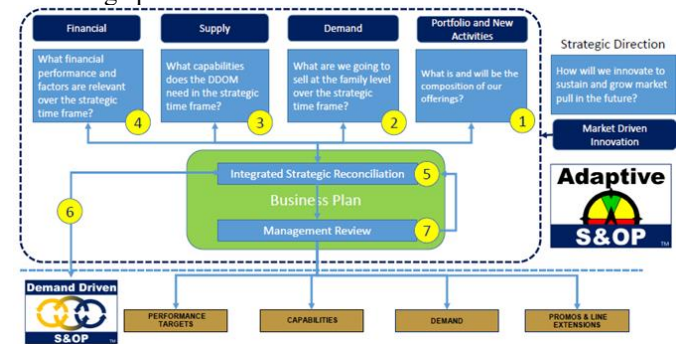 Financial
Supply
Demand
Portfolio and New
Activities
Strategic Direction
What financial
performance and
factors are relevant
over the strategic
time frame?
4
What capabilities
does the DDOM
need in the strategic
time frame?
3
What are we going to
sell at the family level
over the strategic
time frame?
2
What is and will be the
composition of our
offerings?
1
How will we innovate to
sustain and grow market
pull in the future?
Market Driven
Innovation
Integrated Strategic Reconciliation
5
Business Plan
Management Review
7
6
Adaptive
S&OP
TM
Demand Driven
S&OP
TM
PERFORMANCE
TARGETS
CAPABILITIES
DEMAND
PROMOS & LINE
EXTENSIONS